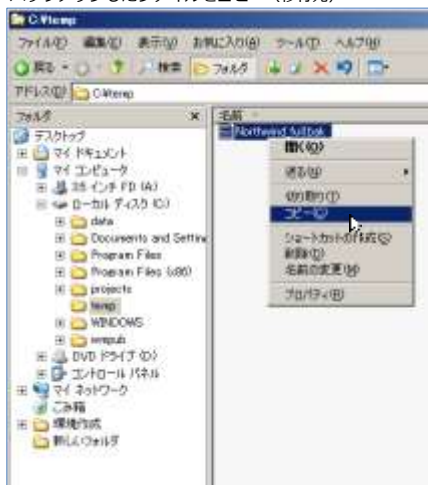 バックアップしたファイルをコピー（移行元）
C:¥temp
ファイル(F) 編集(E) 表示(V) お気に入り(A) ツール(T) ヘルプ(H)
戻る 検索 フォルダ
アドレス(D) C:¥temp
フォルダ
デスクトップ
マイ ドキュメント
マイ コンピュータ
3.5 インチ FD (A:)
ローカル ディスク (C:)
data
Documents and Settin
Program Files
Program Files (x86)
projects
temp
WINDOWS
wmpub
DVD ドライブ (D:)
コントロール パネル
マイ ネットワーク
ごみ箱
環境作成
新しいフォルダ
名前
Northwind_full.bak
開く(O)
送る(N)
切り取り(T)
コピー(C)
ショートカットの作成(S)
削除(D)
名前の変更(M)
プロパティ(R)